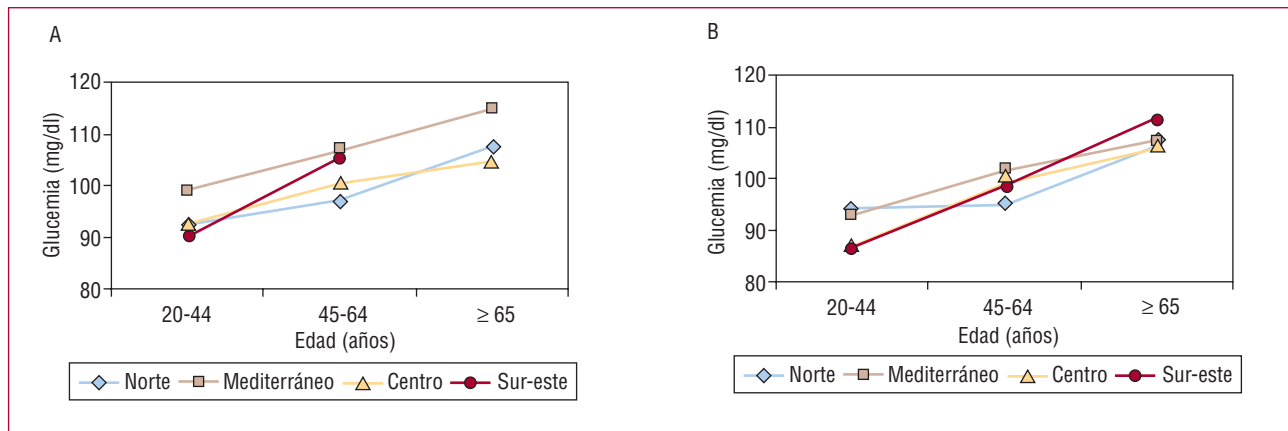 A
Glucemia (mg/dl)
120
110
100
90
80
20-44 45-64 ≥ 65
Edad (años)
Norte Mediterráneo Centro Sur-este
B
Glucemia (mg/dl)
120
110
100
90
80
20-44 45-64 ≥ 65
Edad (años)
Norte Mediterráneo Centro Sur-este